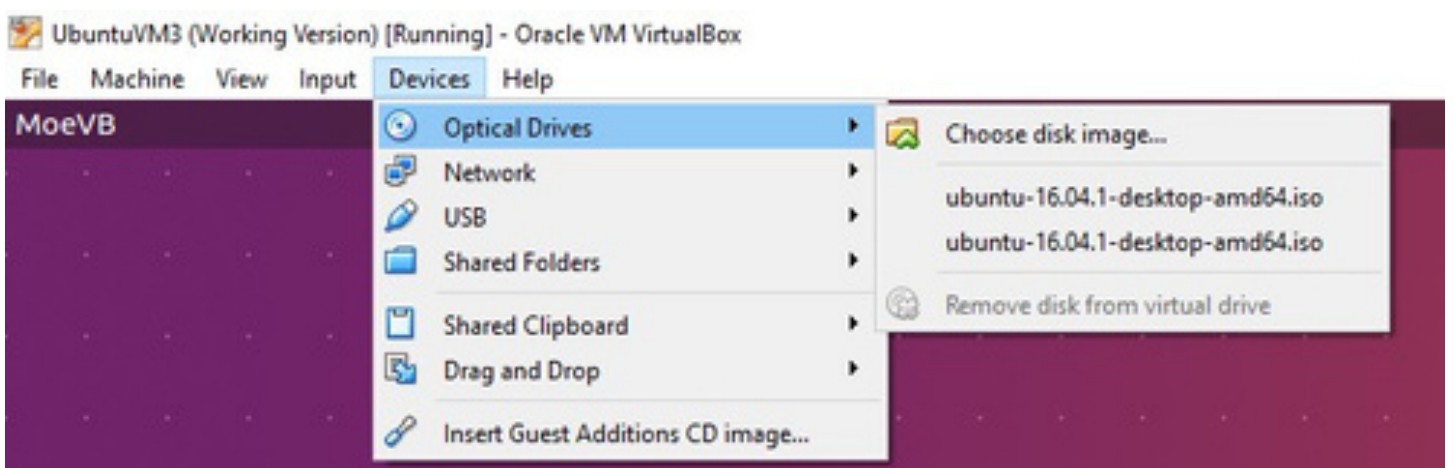 UbuntuVM3 (Working Version) [Running] - Oracle VM VirtualBox
File Machine View Input Devices Help
MoeVB
Optical Drives
Network
USB
Shared Folders
Shared Clipboard
Drag and Drop
Insert Guest Additions CD image...
Choose disk image...
ubuntu-16.04.1-desktop-amd64.iso
ubuntu-16.04.1-desktop-amd64.iso
Remove disk from virtual drive